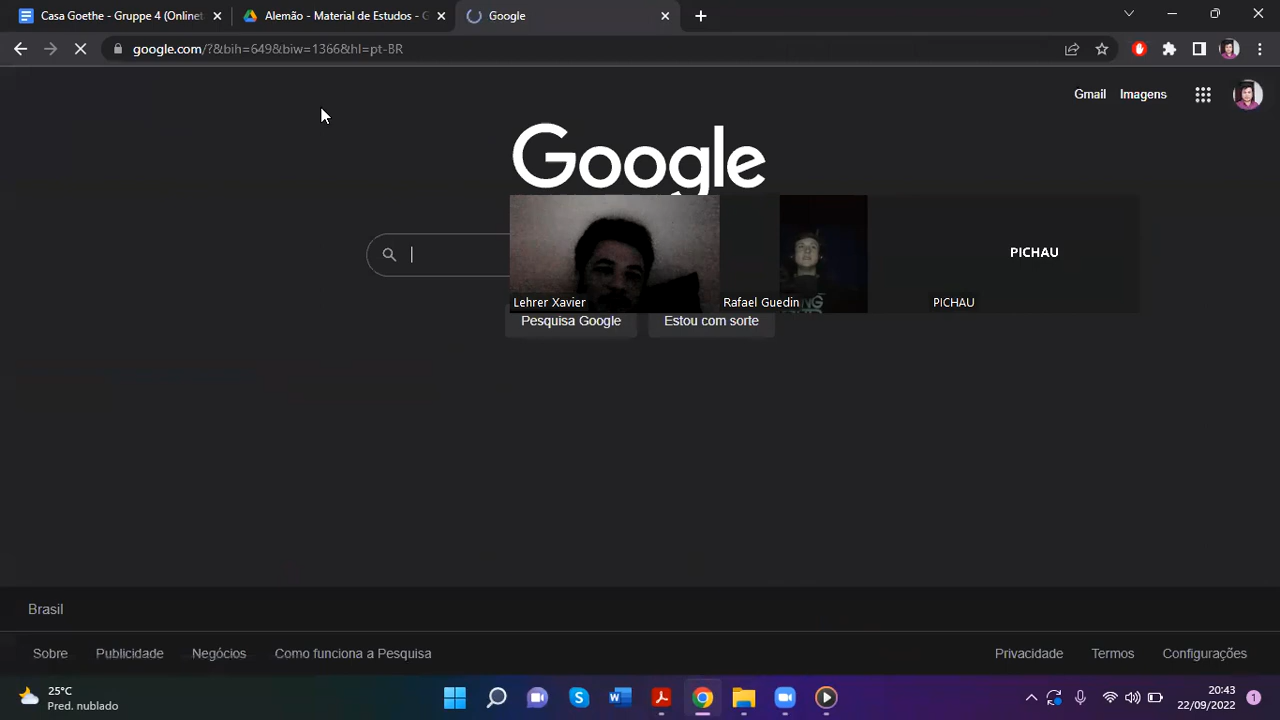 Casa Goethe - Gruppe 4 (Onlinet
Alemão - Material de Estudos - G
Google
google.com/?&bih=649&biw=1366&hl=pt-BR
Gmail
Imagens
Google
Lehrer Xavier
Rafael Guedin
PICHAU
PICHAU
Pesquisa Google
Estou com sorte
Brasil
Sobre
Publicidade
Negócios
Como funciona a Pesquisa
Privacidade
Termos
Configurações
25°C
Pred. nublado
20:43
22/09/2022
1